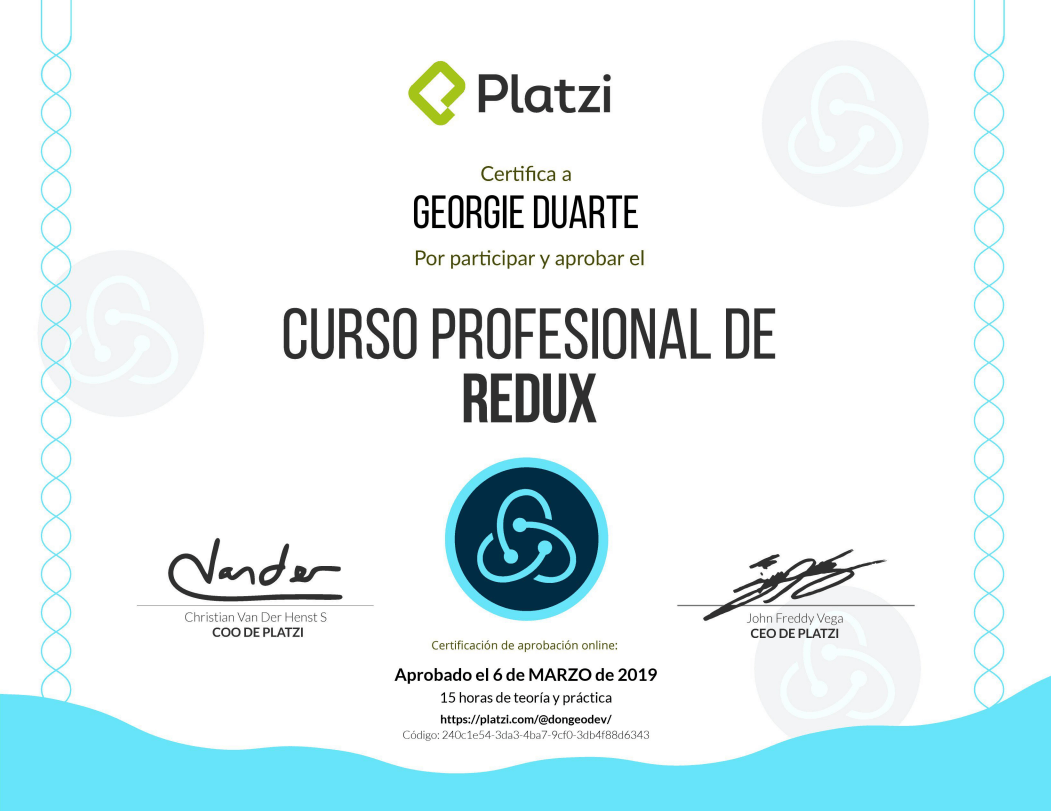 Platzi
Certifica a
GEORGIE DUARTE
Por participar y aprobar el
CURSO PROFESIONAL DE
REDUX
Vander
Christian Van Der Henst S
COO DE PLATZI
John Freddy Vega
CEO DE PLATZI
Certificación de aprobación online:
Aprobado el 6 de MARZO de 2019
15 horas de teoría y práctica
https://platzi.com/@dongeodev/
Código: 240c1e54-3da3-4ba7-9cf0-3db4f88d6343